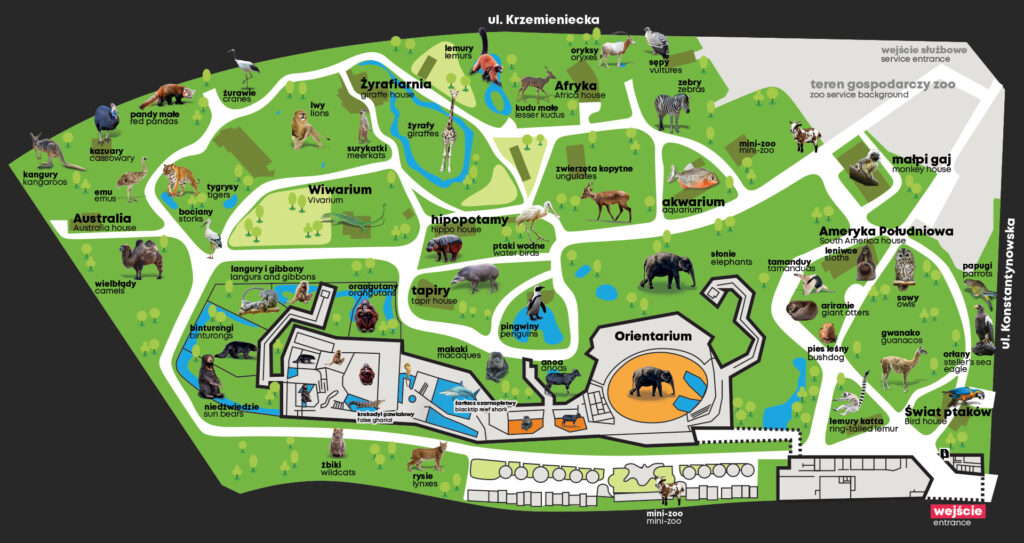 ul. Krzemieniecka
lemury
lemurs
oryksy
oryxes
sępy
vultures
wejście służbowe
service entrance
teren gospodarczy zoo
zoo service background
żurawie
cranes
Żyrafiarnia
giraffe house
Afryka
Africa house
zebry
zebras
kudu małe
lesser kudus
pandy małe
red pandas
lwy
lions
żyrafy
giraffes
surykatki
meerkats
mini-zoo
mini-zoo
kazuary
cassowary
kangury
kangaroos
emu
emus
tygrysy
tigers
Wiwarium
Vivarium
zwierzęta kopytne
ungulates
małpi gaj
monkey house
akwarium
aquarium
Australia
Australia house
bociany
storks
hipopotamy
hippo house
ptaki wodne
water birds
Ameryka Południowa
South America house
leniwce
sloths
ul. Konstantynowska
wielbłądy
camels
langury i gibbony
langurs and gibbons
orangutany
orangutans
tapiry
tapir house
słonie
elephants
tamanduy
tamanduas
sowy
owls
papugi
parrots
ariranie
giant otters
binturongi
binturongs
pingwiny
penguins
Orientarium
makaki
macaques
anoa
anoas
pies leśny
bushdog
gwanako
guanacos
orłany
steller's sea
eagle
niedźwiedzie
sun bears
krokodyl pawiałowy
false gharial
żarłacz czarnopłetwy
blacktip reef shark
lemury katta
ring-tailed lemur
Świat ptaków
Bird house
żbiki
wildcats
rysie
lynxes
mini-zoo
mini-zoo
wejście
entrance